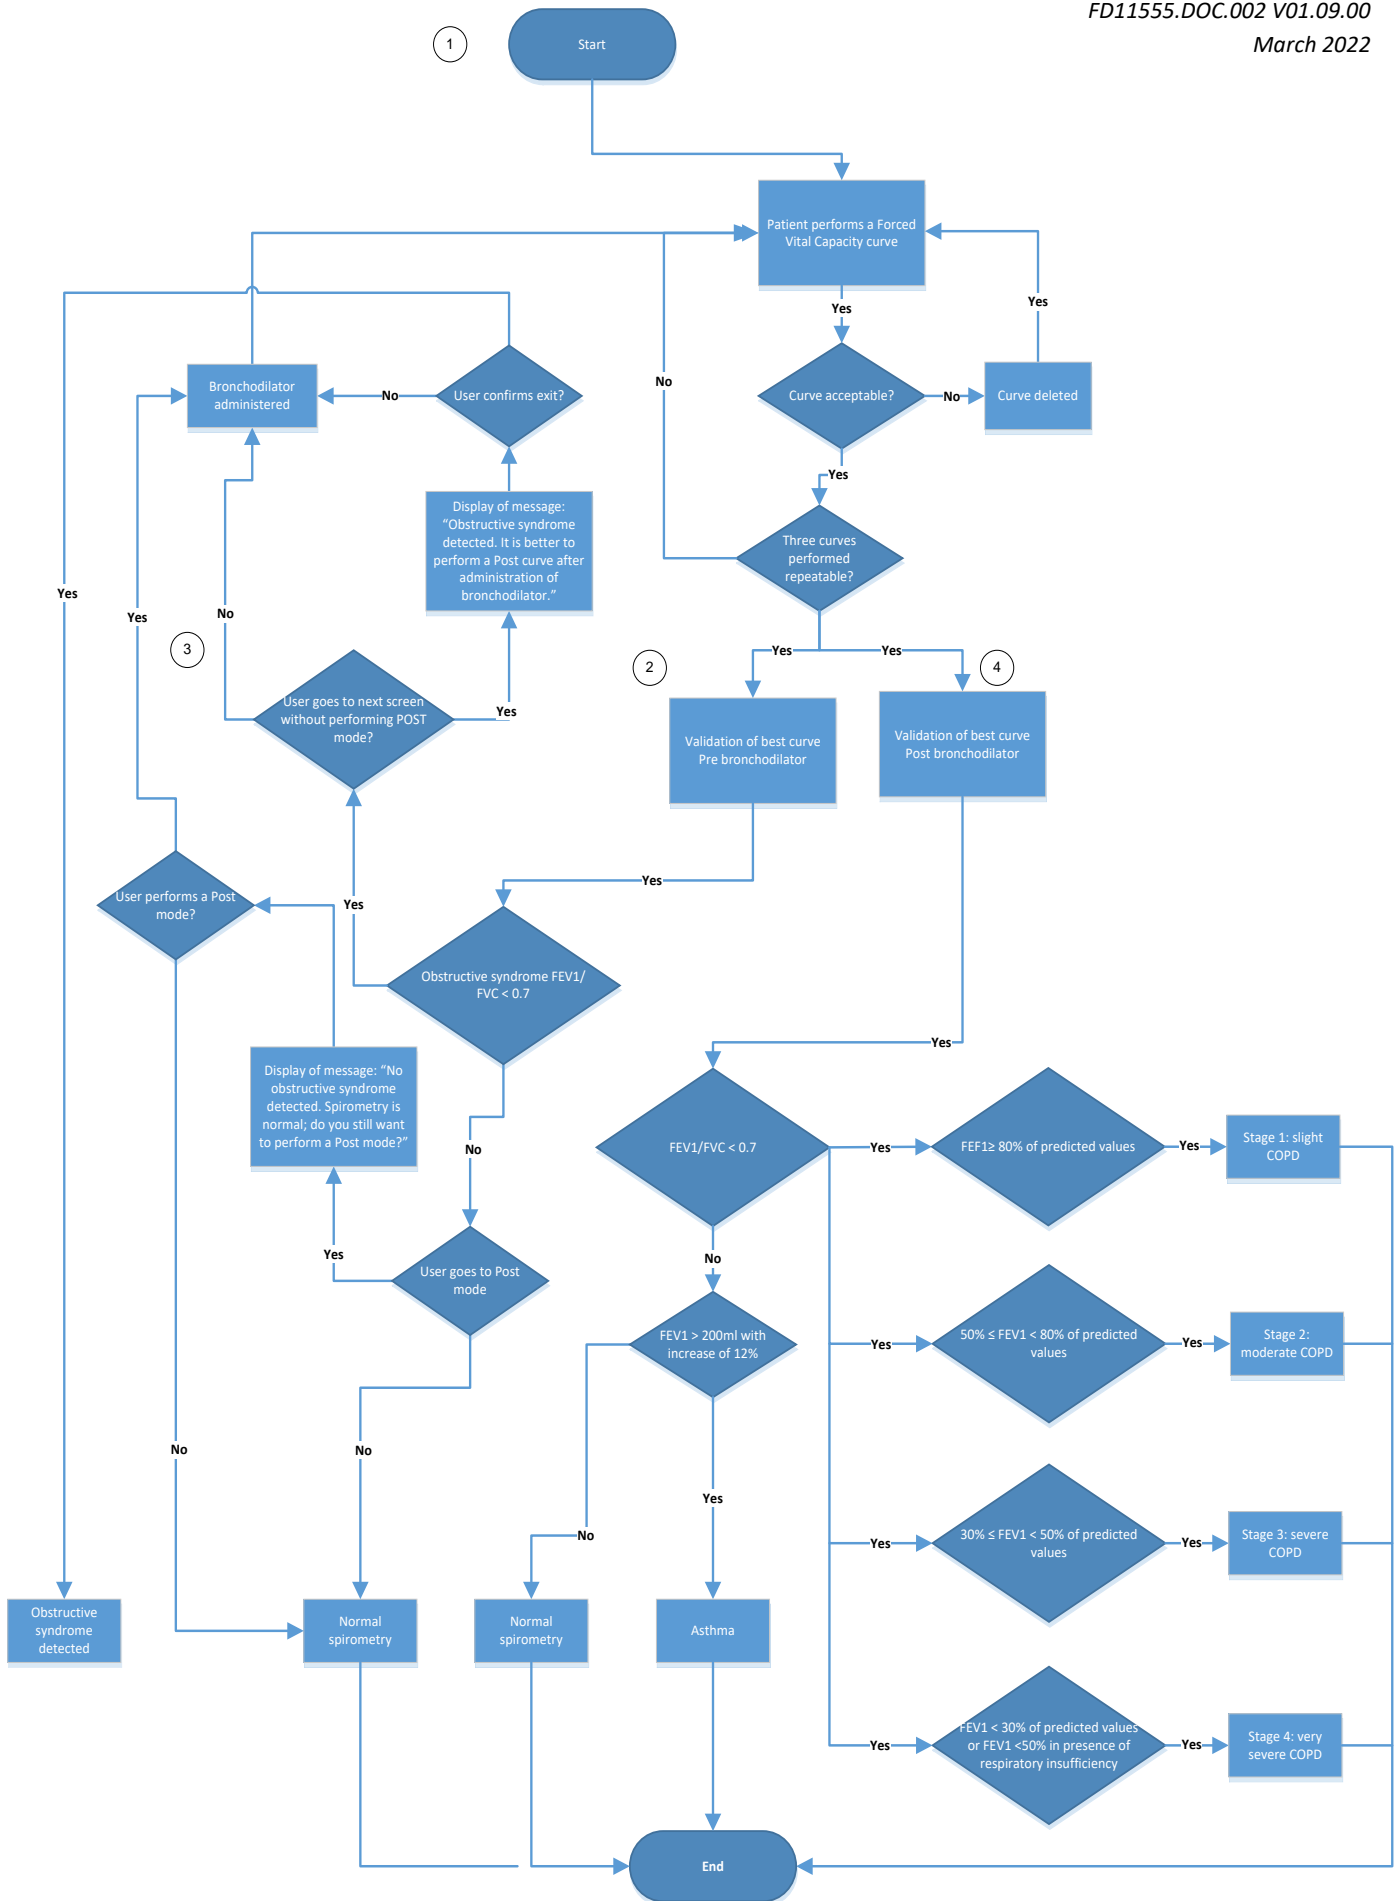 FD11555.DOC.002 V01.09.00
March 2022
1
Start
Patient performs a Forced
Vital Capacity curve
Yes
Yes
Bronchodilator
administered
No
User confirms exit?
No
Curve acceptable?
No
Curve deleted
Yes
Display of message:
“Obstructive syndrome
detected. It is better to
perform a Post curve after
administration of
bronchodilator.”
Three curves
performed
repeatable?
Yes
Yes
No
3
Yes
Yes
2
4
User goes to next screen
without performing POST
mode?
Yes
Validation of best curve
Pre bronchodilator
Validation of best curve
Post bronchodilator
Yes
User performs a Post
mode?
Yes
Obstructive syndrome FEV1/
FVC < 0.7
Yes
Display of message: “No
obstructive syndrome
detected. Spirometry is
normal; do you still want
to perform a Post mode?”
No
FEV1/FVC < 0.7
Yes
FEF1≥ 80% of predicted values
Yes
Stage 1: slight
COPD
Yes
No
User goes to Post
mode
FEV1 > 200ml with
increase of 12%
Yes
50% ≤ FEV1 < 80% of predicted
values
Yes
Stage 2:
moderate COPD
No
No
Yes
No
Yes
30% ≤ FEV1 < 50% of predicted
values
Yes
Stage 3: severe
COPD
Obstructive
syndrome
detected
Normal
spirometry
Normal
spirometry
Asthma
Yes
FEV1 < 30% of predicted values
or FEV1 <50% in presence of
respiratory insufficiency
Yes
Stage 4: very
severe COPD
End